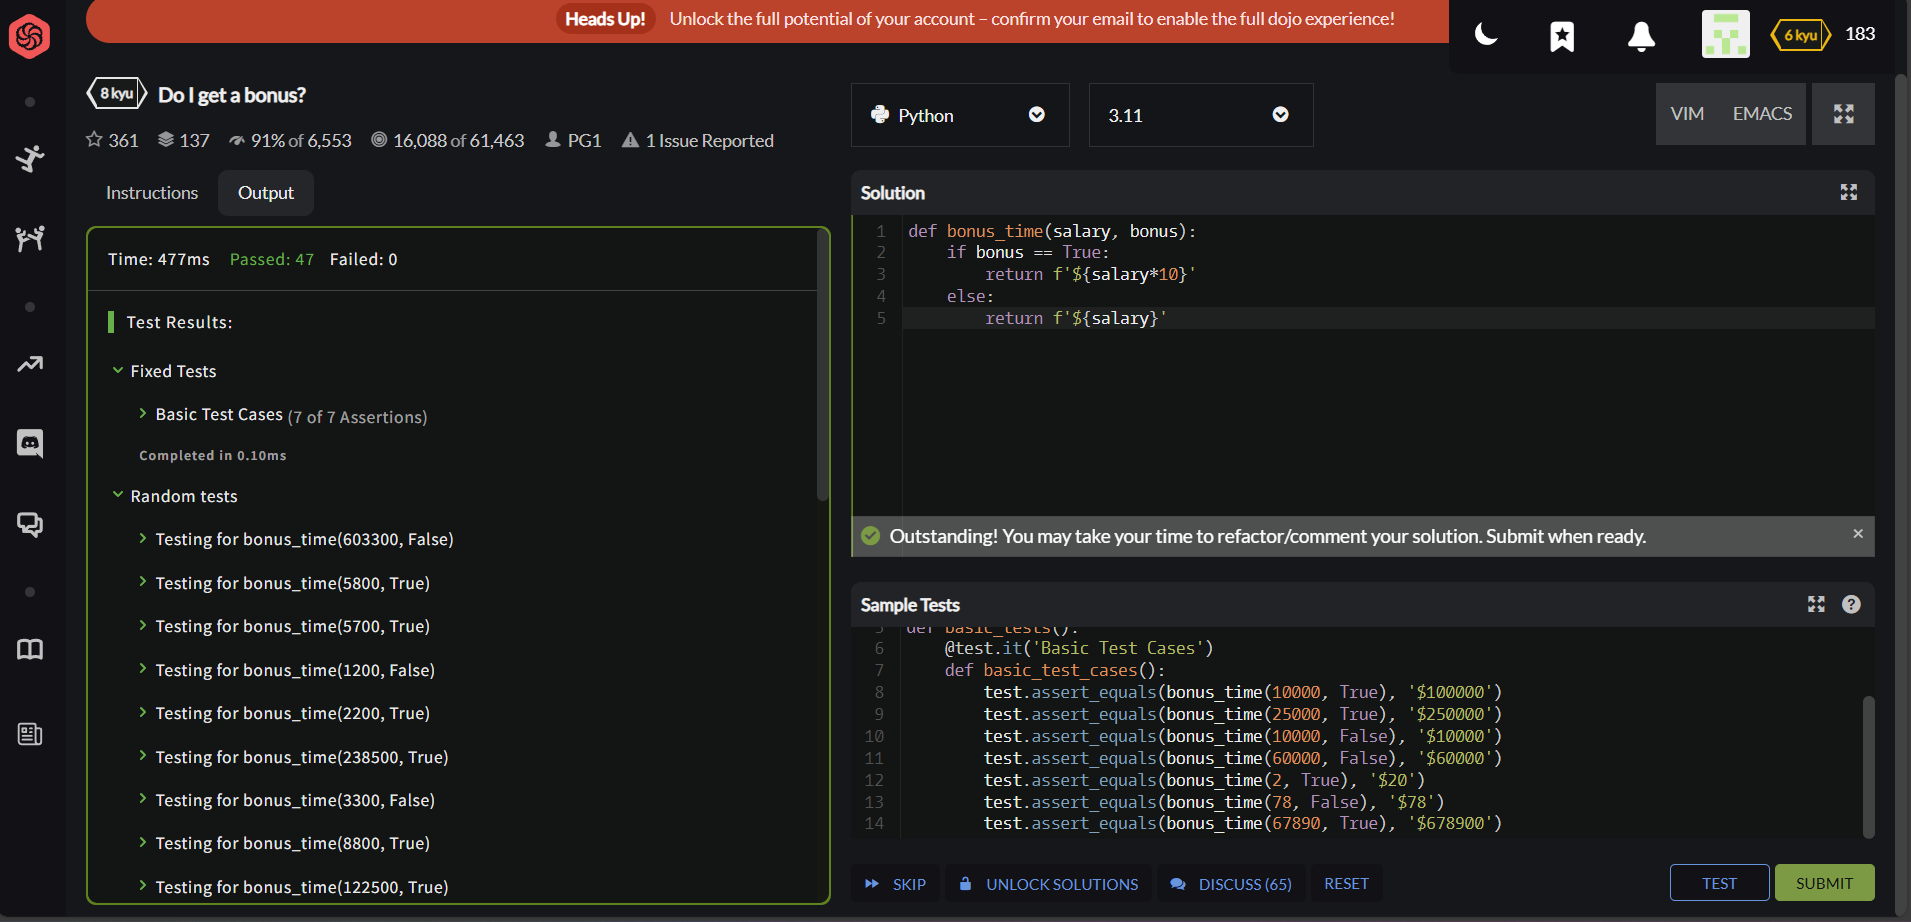 Heads Up! Unlock the full potential of your account – confirm your email to enable the full dojo experience!
6 kyu 183
8 kyu Do I get a bonus?
361 137 91% of 6,553 16,088 of 61,463 PG1 1 Issue Reported
Instructions Output
Time: 477ms Passed: 47 Failed: 0
Test Results:
Fixed Tests
Basic Test Cases (7 of 7 Assertions)
Completed in 0.10ms
Random tests
Testing for bonus_time(603300, False)
Testing for bonus_time(5800, True)
Testing for bonus_time(5700, True)
Testing for bonus_time(1200, False)
Testing for bonus_time(2200, True)
Testing for bonus_time(238500, True)
Testing for bonus_time(3300, False)
Testing for bonus_time(8800, True)
Testing for bonus_time(122500, True)
Python 3.11 VIM EMACS
Solution
1 def bonus_time(salary, bonus):
2     if bonus == True:
3         return f'${salary*10}'
4     else:
5         return f'${salary}'
Outstanding! You may take your time to refactor/comment your solution. Submit when ready.
Sample Tests
5 def basic_tests():
6     @test.it('Basic Test Cases')
7     def basic_test_cases():
8         test.assert_equals(bonus_time(10000, True), '$100000')
9         test.assert_equals(bonus_time(25000, True), '$250000')
10         test.assert_equals(bonus_time(10000, False), '$10000')
11         test.assert_equals(bonus_time(60000, False), '$60000')
12         test.assert_equals(bonus_time(2, True), '$20')
13         test.assert_equals(bonus_time(78, False), '$78')
14         test.assert_equals(bonus_time(67890, True), '$678900')
SKIP UNLOCK SOLUTIONS DISCUSS (65) RESET TEST SUBMIT